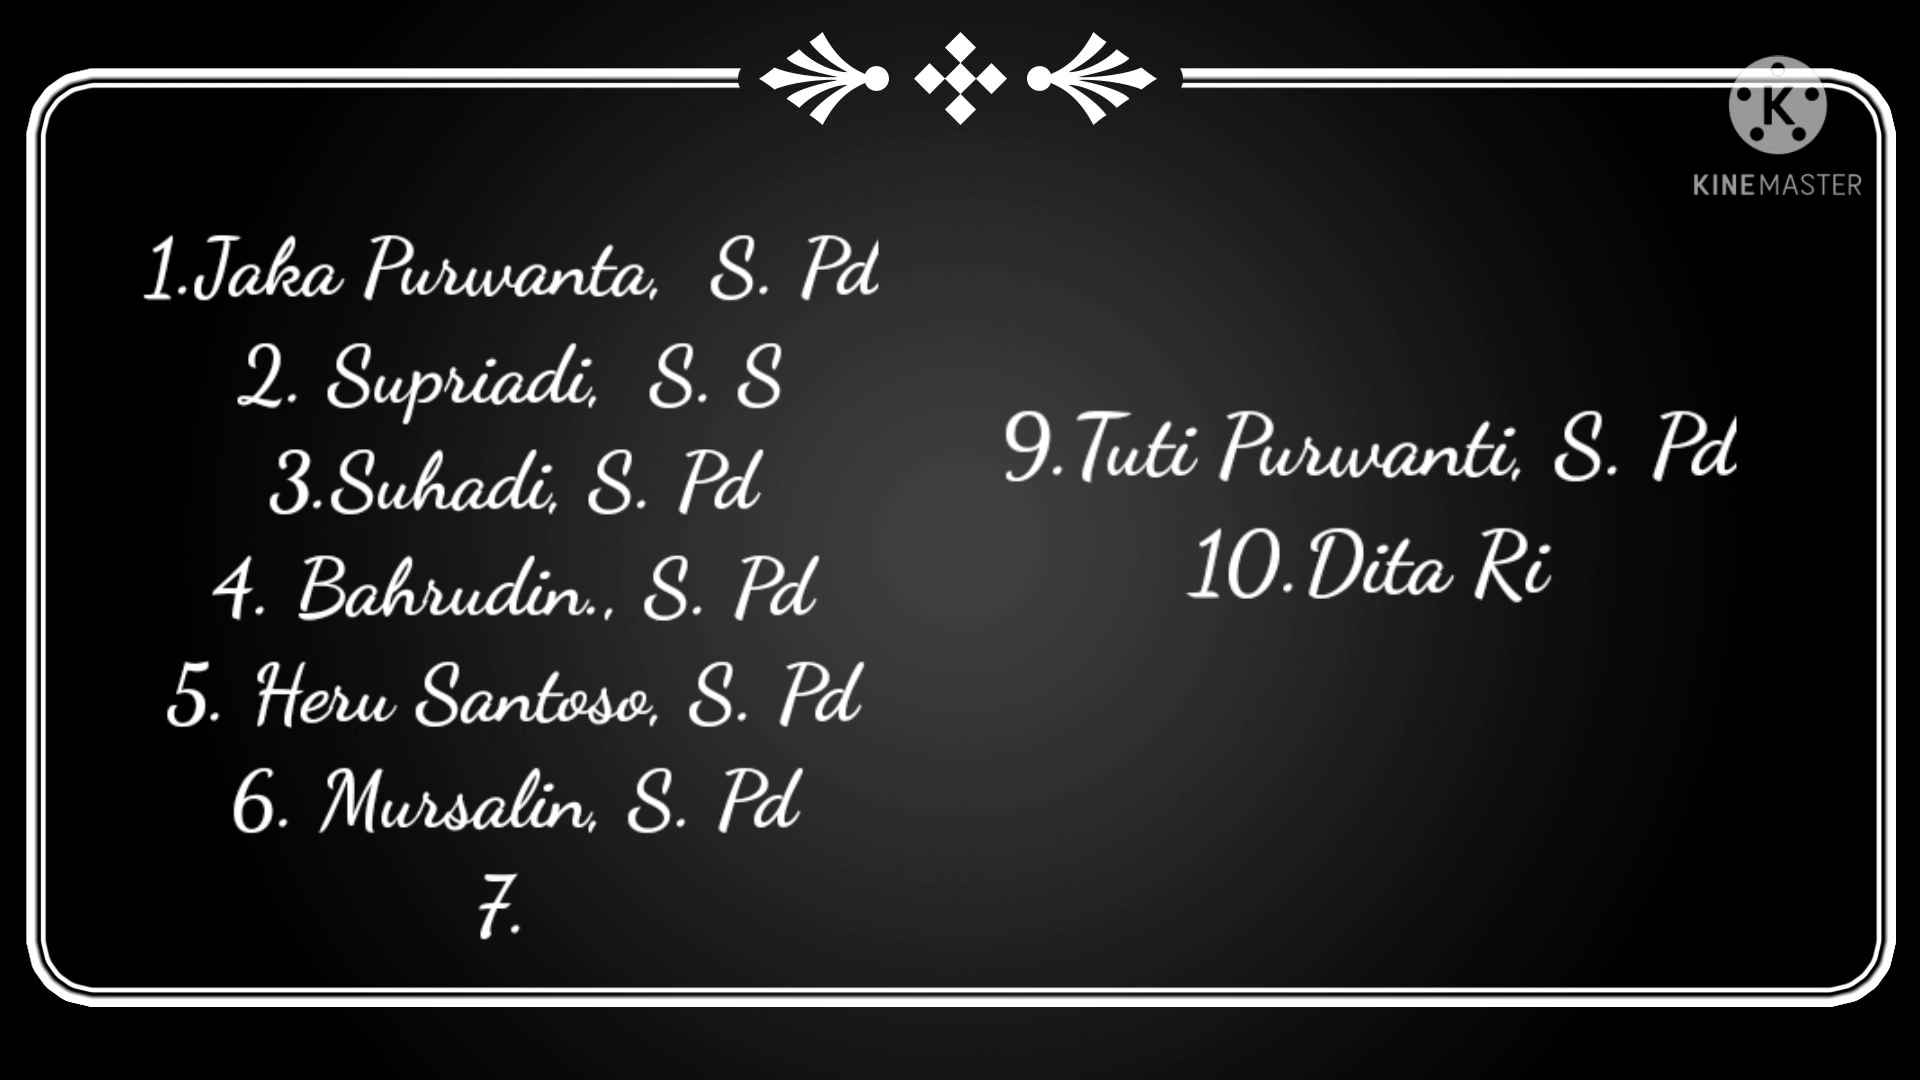 KINEMASTER
1.Jaka Purwanta, S. Pd
2. Supriadi, S. S
3.Suhadi, S. Pd
4. Bahrudin., S. Pd
5. Heru Santoso, S. Pd
6. Mursalin, S. Pd
7.
9.Tuti Purwanti, S. Pd
10.Dita Ri